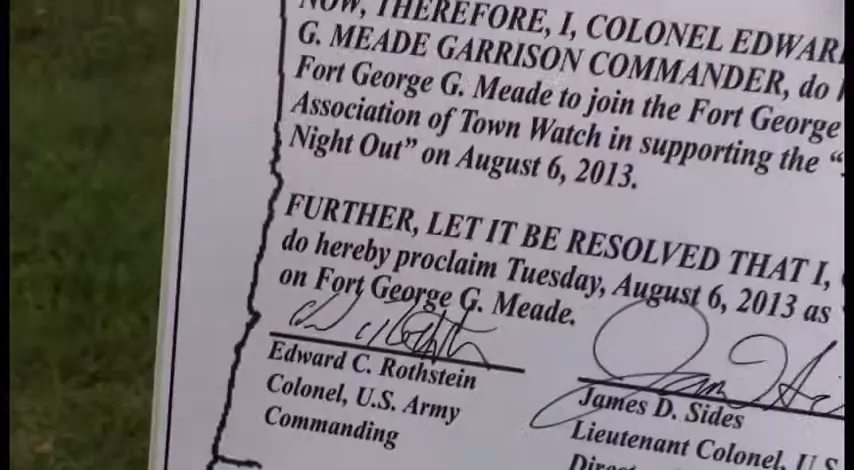 NOW, THEREFORE, I, COLONEL EDWAR
G. MEADE GARRISON COMMANDER, do
Fort George G. Meade to join the Fort George
Association of Town Watch in supporting the “
Night Out” on August 6, 2013.
FURTHER, LET IT BE RESOLVED THAT I,
do hereby proclaim Tuesday, August 6, 2013 as
on Fort George G. Meade.
Edward C. Rothstein
Colonel, U.S. Army
Commanding
James D. Sides
Lieutenant Colonel, U.S.